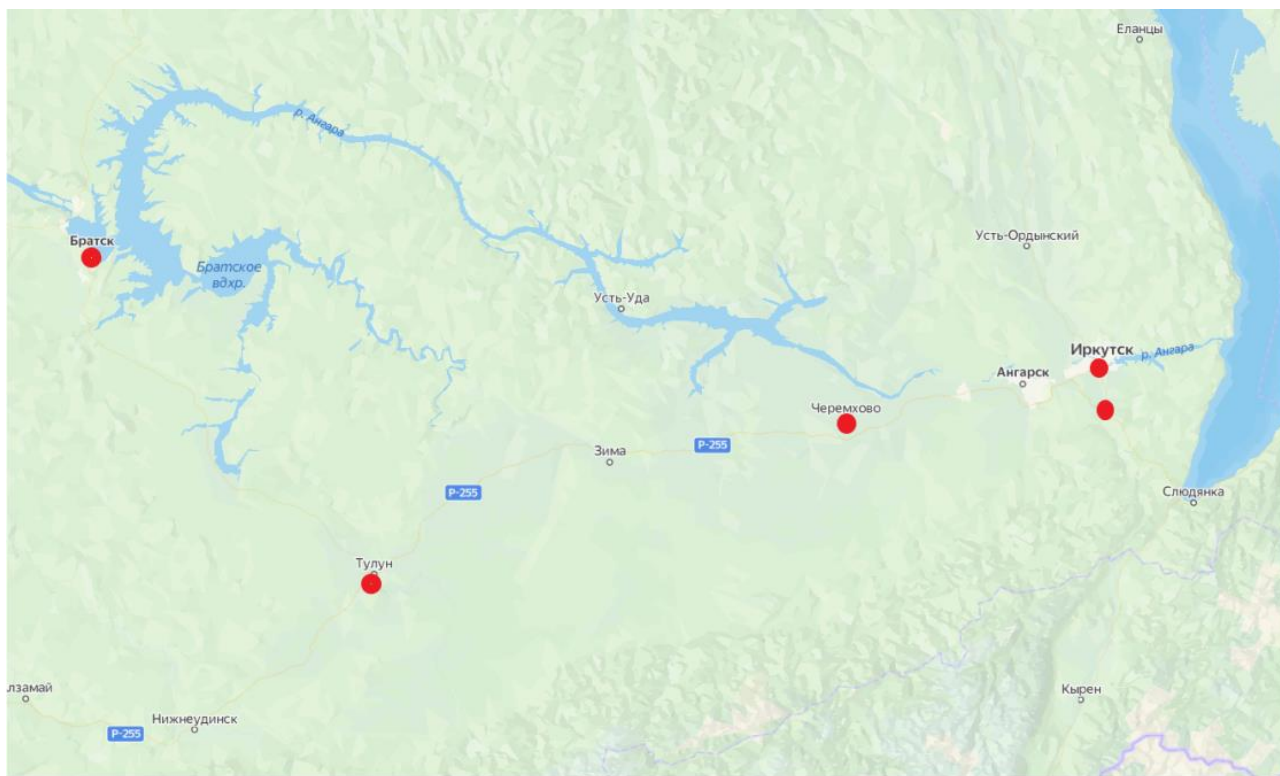 Еланцы
р. Ангара
Усть-Ордынский
Братск
Братское
вдхр.
Усть-Уда
Иркутск
р. Ангара
Ангарск
Черемхово
Р-255
Зима
Р-255
Слюдянка
Тулун
лзамай
Кырен
Нижнеудинск
Р-255